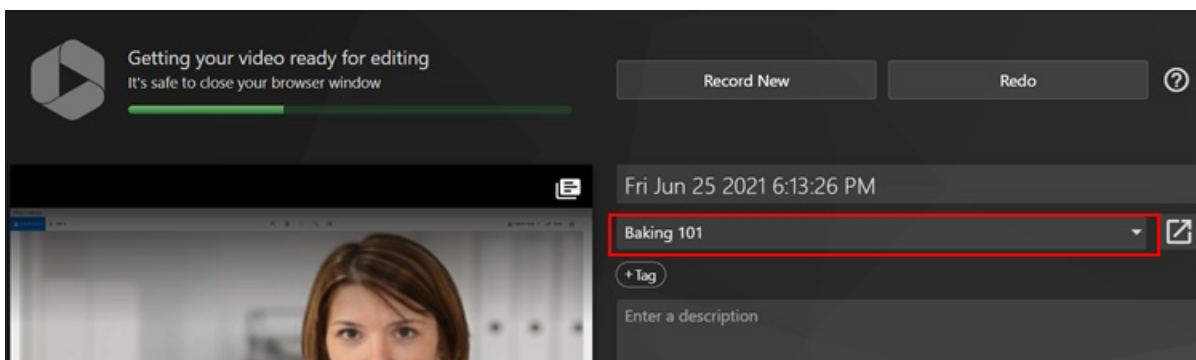 Getting your video ready for editing
It's safe to close your browser window
Record New
Redo
Fri Jun 25 2021 6:13:26 PM
Baking 101
+Tag
Enter a description